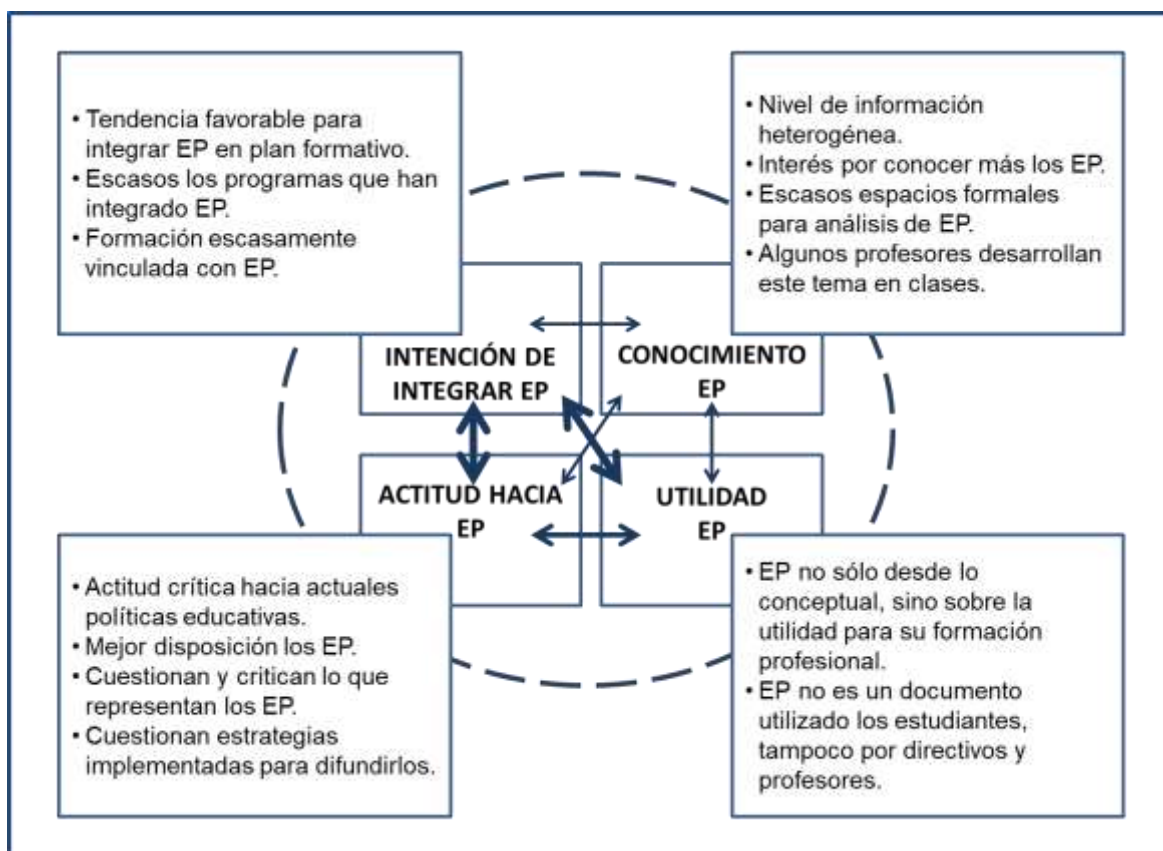 • Tendencia favorable para
integrar EP en plan formativo.
• Escasos los programas que han
integrado EP.
• Formación escasamente
vinculada con EP.
• Nivel de información
heterogénea.
• Interés por conocer más los EP.
• Escasos espacios formales
para análisis de EP.
• Algunos profesores desarrollan
este tema en clases.
INTENCIÓN DE
INTEGRAR EP
CONOCIMIENTO
EP
ACTITUD HACIA
EP
UTILIDAD
EP
• Actitud crítica hacia actuales
políticas educativas.
• Mejor disposición los EP.
• Cuestionan y critican lo que
representan los EP.
• Cuestionan estrategias
implementadas para difundirlos.
• EP no sólo desde lo
conceptual, sino sobre la
utilidad para su formación
profesional.
• EP no es un documento
utilizado los estudiantes,
tampoco por directivos y
profesores.